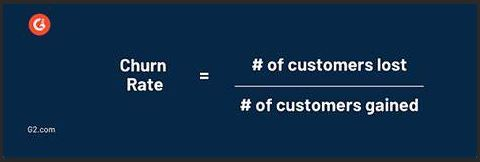 Churn
Rate
=
# of customers lost
# of customers gained
G2.com